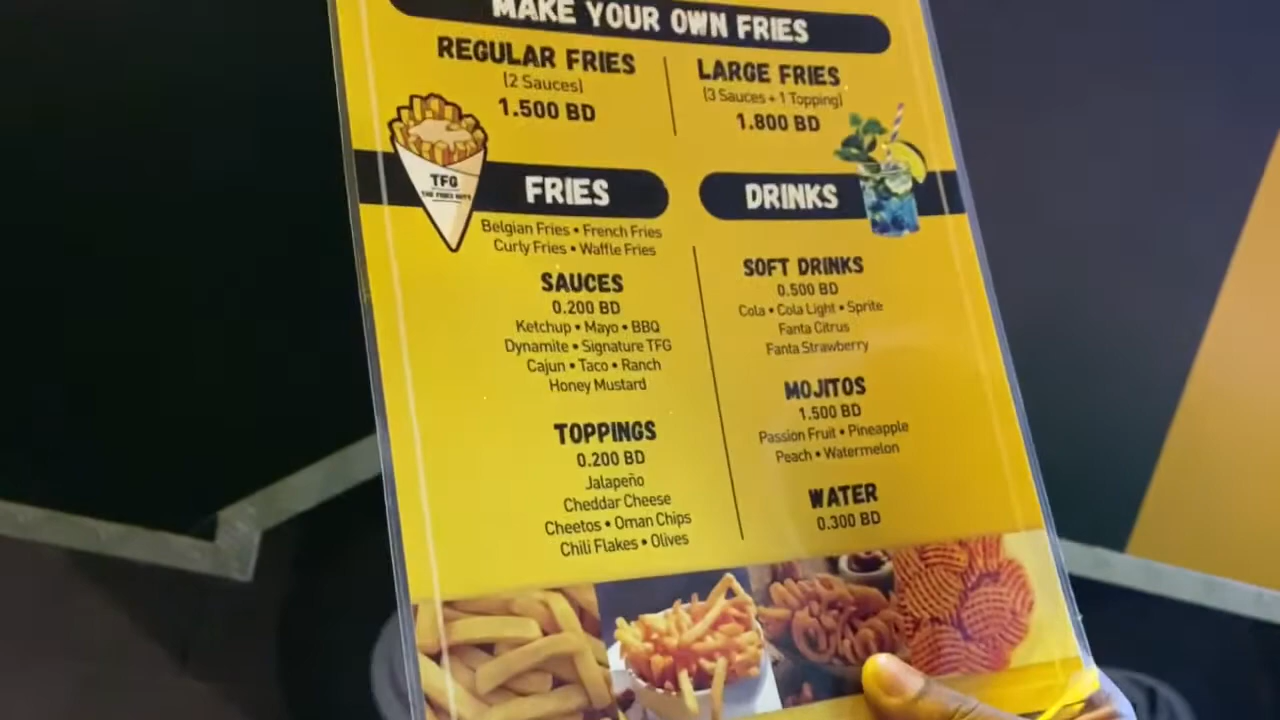 MAKE YOUR OWN FRIES
REGULAR FRIES
(2 Sauces)
1.500 BD
LARGE FRIES
(3 Sauces + 1 Topping)
1.800 BD
TFG
FRIES
Belgian Fries • French Fries
Curly Fries • Waffle Fries
SAUCES
0.200 BD
Ketchup • Mayo • BBQ
Dynamite • Signature TFG
Cajun • Taco • Ranch
Honey Mustard
TOPPINGS
0.200 BD
Jalapeño
Cheddar Cheese
Cheetos • Oman Chips
Chili Flakes • Olives
DRINKS
SOFT DRINKS
0.500 BD
Cola • Cola Light • Sprite
Fanta Citrus
Fanta Strawberry
MOJITOS
1.500 BD
Passion Fruit • Pineapple
Peach • Watermelon
WATER
0.300 BD